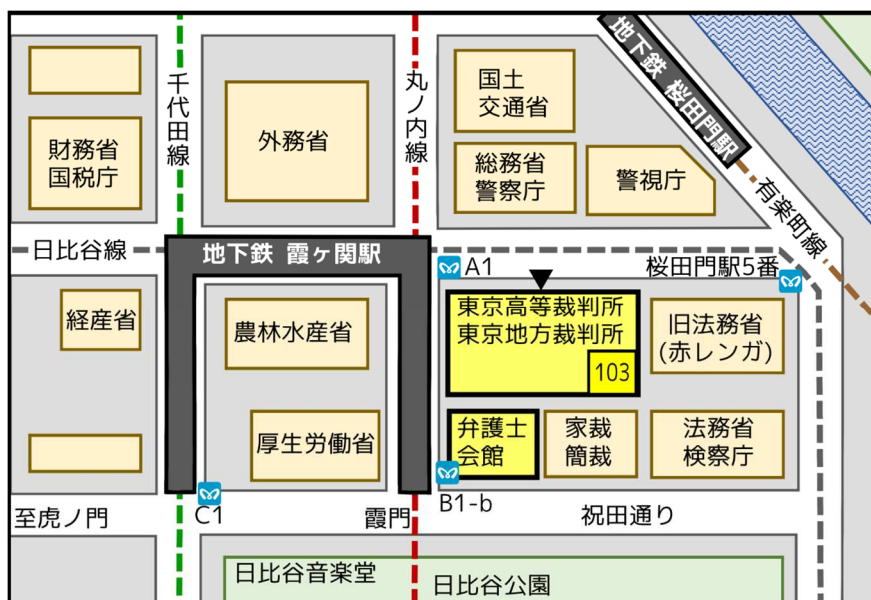 千代田線
丸ノ内線
地下鉄 桜田門駅
国土
交通省
財務省
国税庁
外務省
総務省
警察庁
警視庁
有楽町線
日比谷線
地下鉄 霞ヶ関駅
A1
桜田門駅5番
経産省
農林水産省
東京高等裁判所
東京地方裁判所
103
旧法務省
(赤レンガ)
厚生労働省
弁護士
会館
家裁
簡裁
法務省
検察庁
至虎ノ門
C1
霞門
B1-b
祝田通り
日比谷音楽堂
日比谷公園